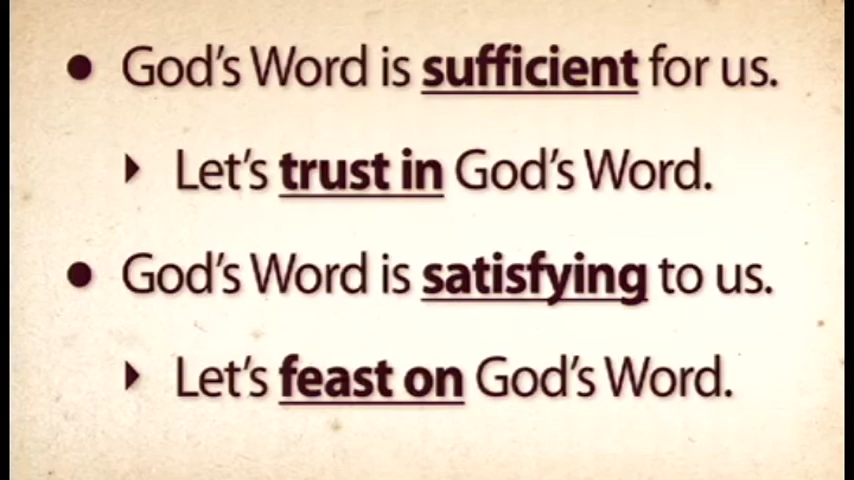 ● God's Word is sufficient for us.
▸ Let's trust in God's Word.
● God's Word is satisfying to us.
▸ Let's feast on God's Word.